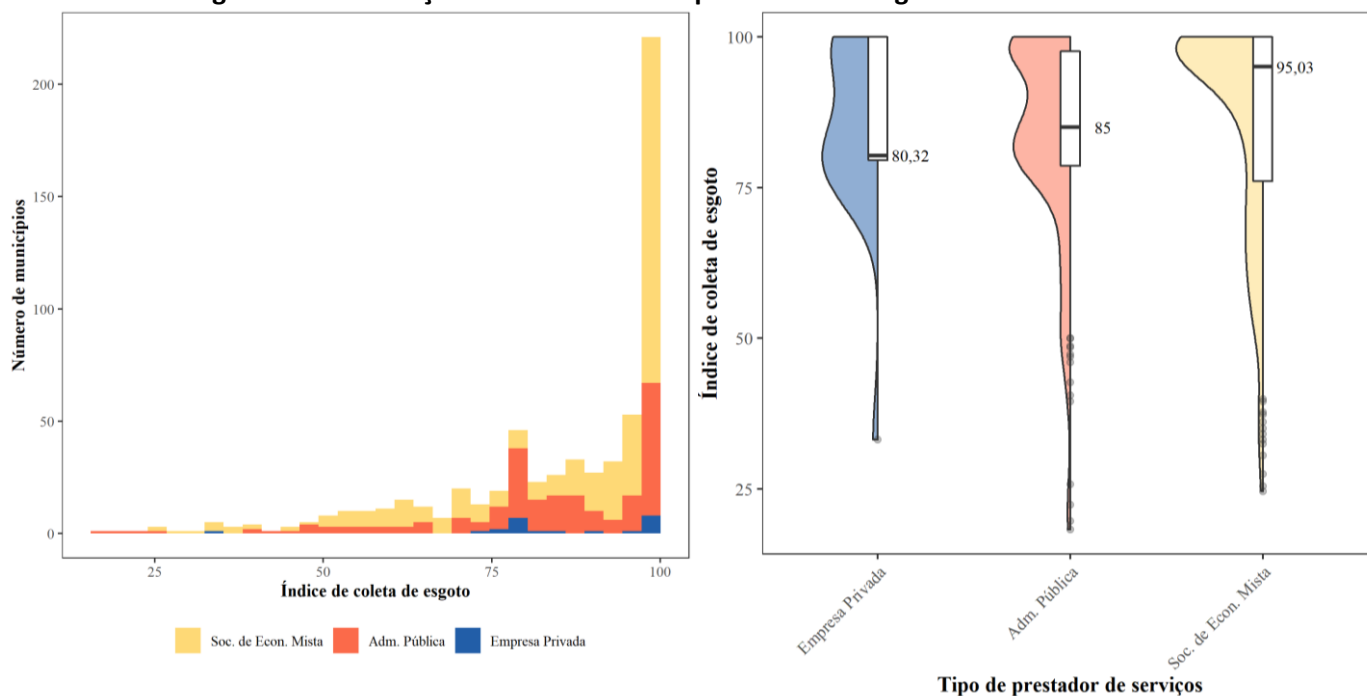 200
150
100
50
0
Número de municípios
25
50
75
100
Índice de coleta de esgoto
Soc. de Econ. Mista
Adm. Pública
Empresa Privada
100
75
50
25
Índice de coleta de esgoto
80,32
85
95,03
Empresa Privada
Adm. Pública
Soc. de Econ. Mista
Tipo de prestador de serviços